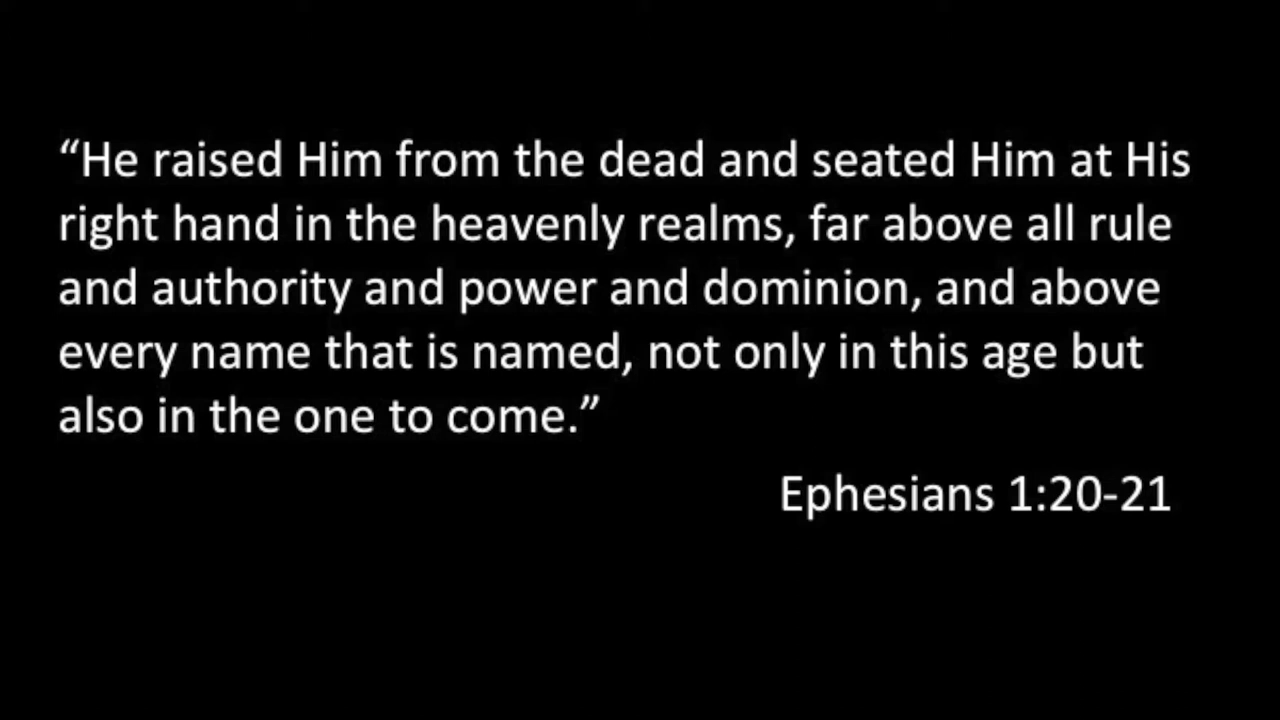 “He raised Him from the dead and seated Him at His
right hand in the heavenly realms, far above all rule
and authority and power and dominion, and above
every name that is named, not only in this age but
also in the one to come.”
Ephesians 1:20-21